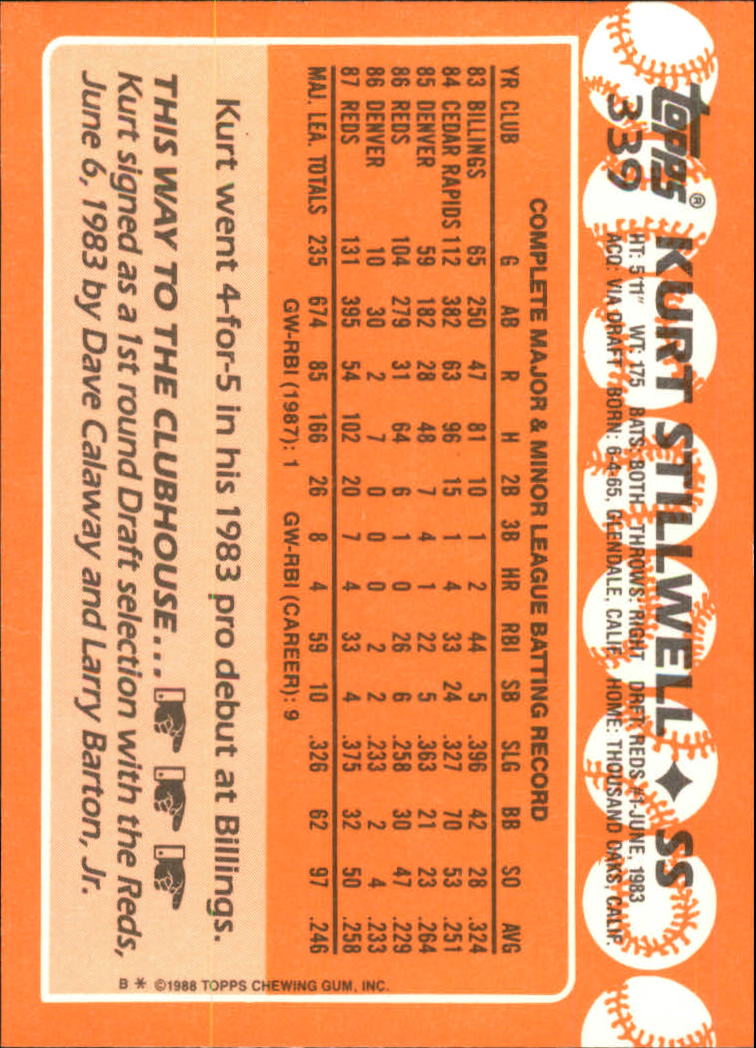 TOPPS®
339 KURT STILLWELL ✦ SS
HT: 5'11" WT: 175 BATS: BOTH THROWS: RIGHT DRFT: REDS #1-JUNE, 1983
ACQ: VIA DRAFT BORN: 6-4-65, GLENDALE, CALIF. HOME: THOUSAND OAKS, CALIF.
COMPLETE MAJOR & MINOR LEAGUE BATTING RECORD
YR CLUB G AB R H 2B 3B HR RBI SB SLG BB SO AVG
83 BILLINGS 65 250 47 81 10 1 2 44 5 .396 42 28 .324
84 CEDAR RAPIDS 112 382 63 96 15 1 4 33 24 .327 70 53 .251
85 DENVER 59 182 28 48 7 4 1 22 5 .363 21 23 .264
86 REDS 104 279 31 64 6 1 0 26 6 .258 30 47 .229
86 DENVER 10 30 2 7 0 0 0 2 2 .233 2 4 .233
87 REDS 131 395 54 102 20 7 4 33 4 .375 32 50 .258
MAJ. LEA. TOTALS 235 674 85 166 26 8 4 59 10 .326 62 97 .246
GW-RBI (1987): 1 GW-RBI (CAREER): 9
Kurt went 4-for-5 in his 1983 pro debut at Billings.
THIS WAY TO THE CLUBHOUSE...
Kurt signed as a 1st round Draft selection with the Reds,
June 6, 1983 by Dave Calaway and Larry Barton, Jr.
B * ©1988 TOPPS CHEWING GUM, INC.